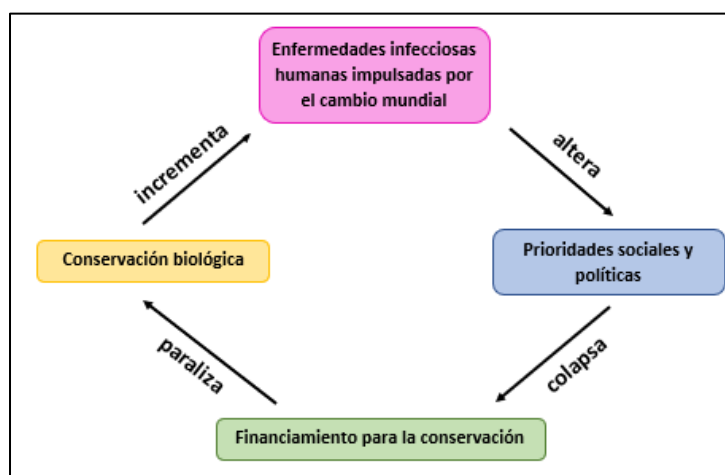 Enfermedades infecciosas
humanas impulsadas por
el cambio mundial
incrementa
altera
Conservación biológica
Prioridades sociales y
políticas
paraliza
colapsa
Financiamiento para la conservación